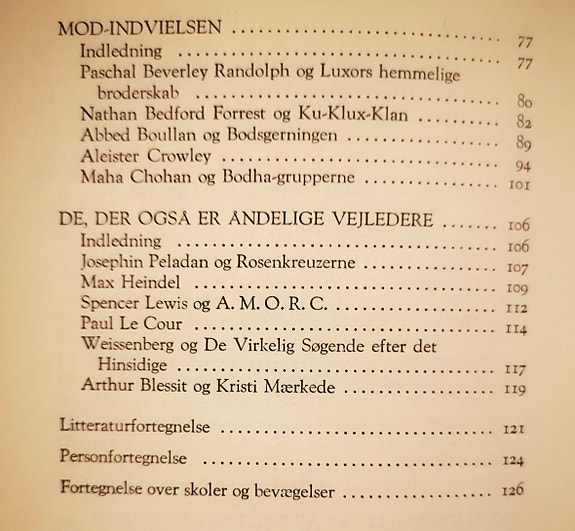 MOD-INDVIELSEN ........................ 77
Indledning ........................ 77
Paschal Beverley Randolph og Luxors hemmelige
broderskab ........................ 80
Nathan Bedford Forrest og Ku-Klux-Klan ........ 82
Abbed Boullan og Bodsgerningen ................ 89
Aleister Crowley ........................ 94
Maha Chohan og Bodha-grupperne ............ 101
DE, DER OGSÅ ER ÅNDELIGE VEJLEDERE ....... 106
Indledning ........................ 106
Josephin Peladan og Rosenkreuzerne ............ 107
Max Heindel ........................ 109
Spencer Lewis og A. M. O. R. C. ................ 112
Paul Le Cour ........................ 114
Weissenberg og De Virkelig Søgende efter det
Hinsidige ........................ 117
Arthur Blessit og Kristi Mærkede ............ 119
Litteraturfortegnelse ........................ 121
Personfortegnelse ........................ 124
Fortegnelse over skoler og bevægelser ............ 126